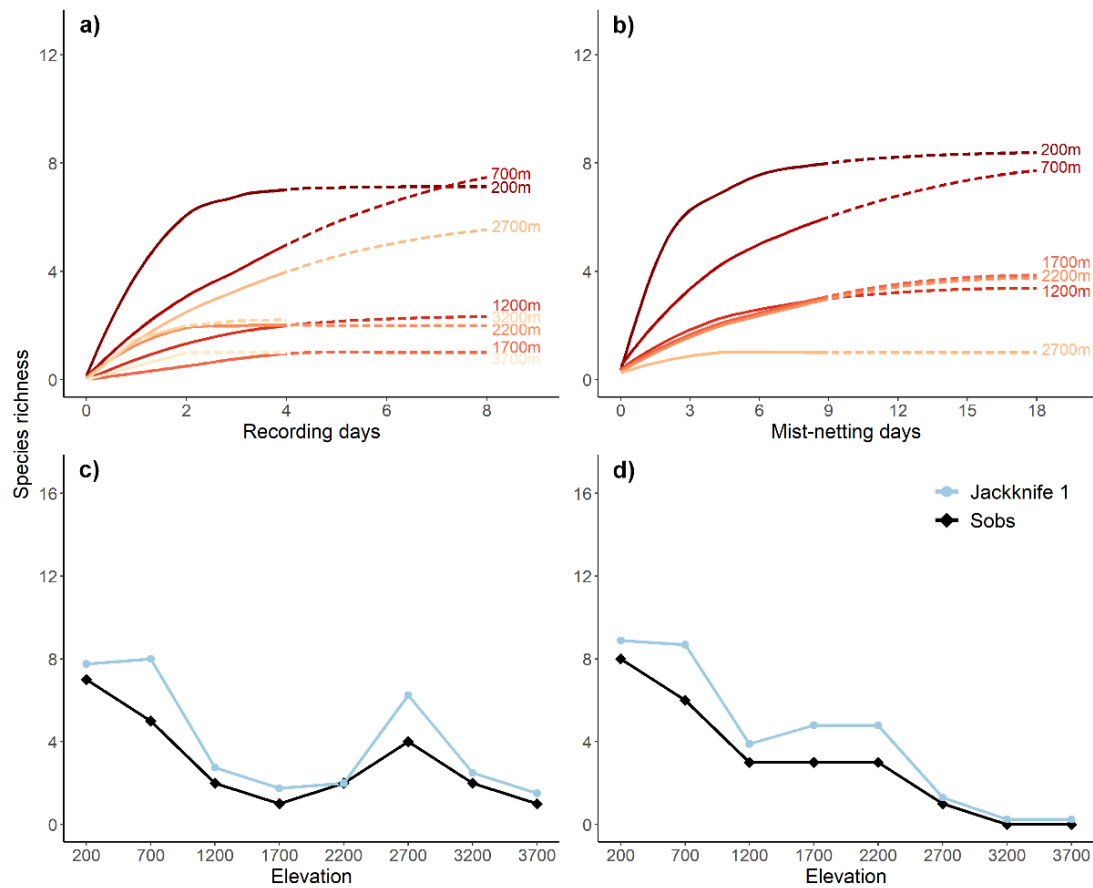 a)
b)
12
8
4
0
700m
200m
2700m
1200m
3200m
2200m
1700m
3700m
0 2 4 6 8
Recording days
12
8
4
0
200m
700m
1700m
2200m
1200m
2700m
0 3 6 9 12 15 18
Mist-netting days
Species richness
c)
16
12
8
4
0
200 700 1200 1700 2200 2700 3200 3700
Elevation
d)
Jackknife 1
Sobs
16
12
8
4
0
200 700 1200 1700 2200 2700 3200 3700
Elevation